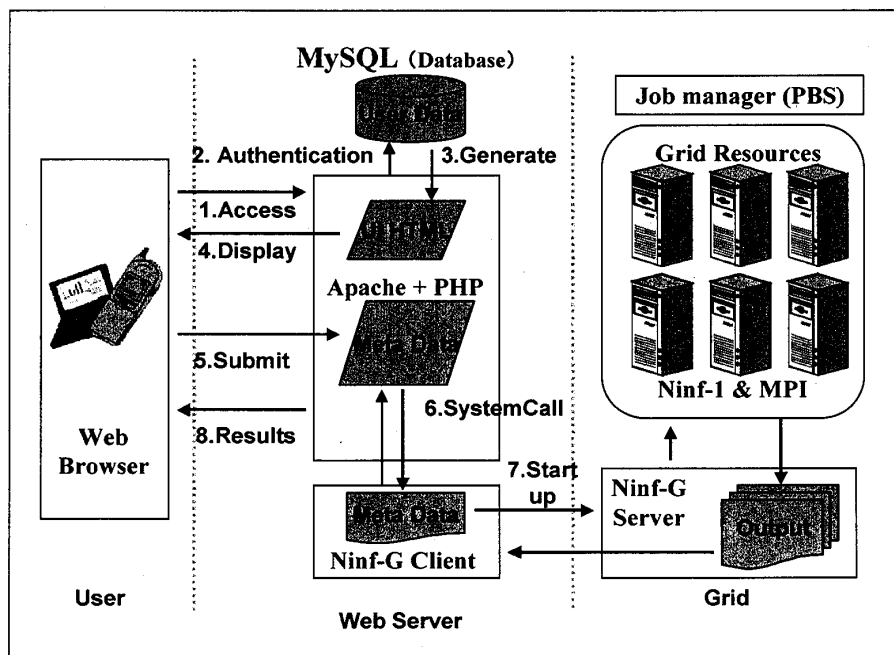 MySQL (Database)
User Data
Job manager (PBS)
2. Authentication
3.Generate
Grid Resources
1.Access
4.Display
Apache + PHP
Meta Data
5.Submit
6.SystemCall
Ninf-1 & MPI
8.Results
Web
Browser
7.Start
up
Ninf-G
Server
Meta Data
Output
Ninf-G Client
User
Web Server
Grid